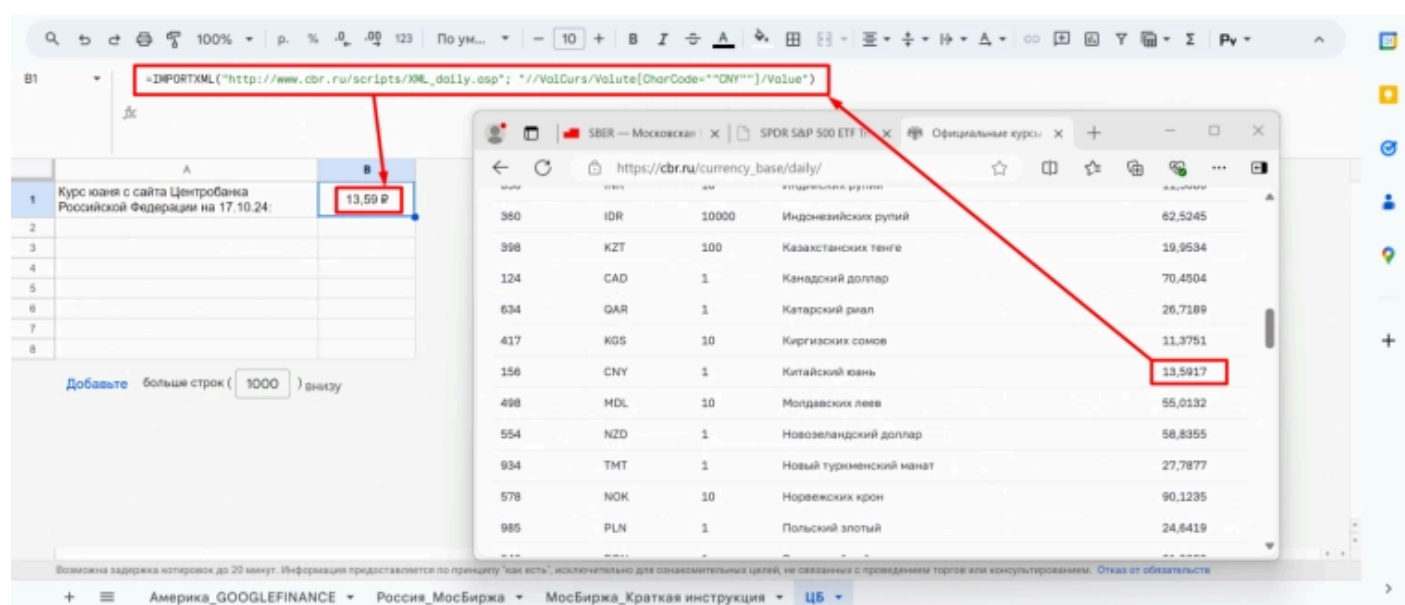 100% р. % .0 .00 123 По ум... − 10 + B I A Σ Pγ
B1 =IMPORTXML("http://www.cbr.ru/scripts/XML_daily.asp"; "//ValCurs/Valute[CharCode=""CNY""]/Value")
fx
SBER — Московская SPDR S&P 500 ETF Tr Официальные курсы
https://cbr.ru/currency_base/daily/
A B
1 Курс юаня с сайта Центробанка
Российской Федерации на 17.10.24: 13,59 ₽
2
3
4
5
6
7
8
Добавьте больше строк ( 1000 ) внизу
360 IDR 10000 Индонезийских рупий 62,5245
398 KZT 100 Казахстанских тенге 19,9534
124 CAD 1 Канадский доллар 70,4504
634 QAR 1 Катарский риал 26,7189
417 KGS 10 Киргизских сомов 11,3751
156 CNY 1 Китайский юань 13,5917
498 MDL 10 Молдавских леев 55,0132
554 NZD 1 Новозеландский доллар 58,8355
934 TMT 1 Новый туркменский манат 27,7877
578 NOK 10 Норвежских крон 90,1235
985 PLN 1 Польский злотый 24,6419
Возможна задержка котировок до 20 минут. Информация предоставляется по принципу "как есть", исключительно для ознакомительных целей, не связанных с проведением торгов или консультированием. Отказ от обязательств
Америка_GOOGLEFINANCE Россия_МосБиржа МосБиржа_Краткая инструкция ЦБ